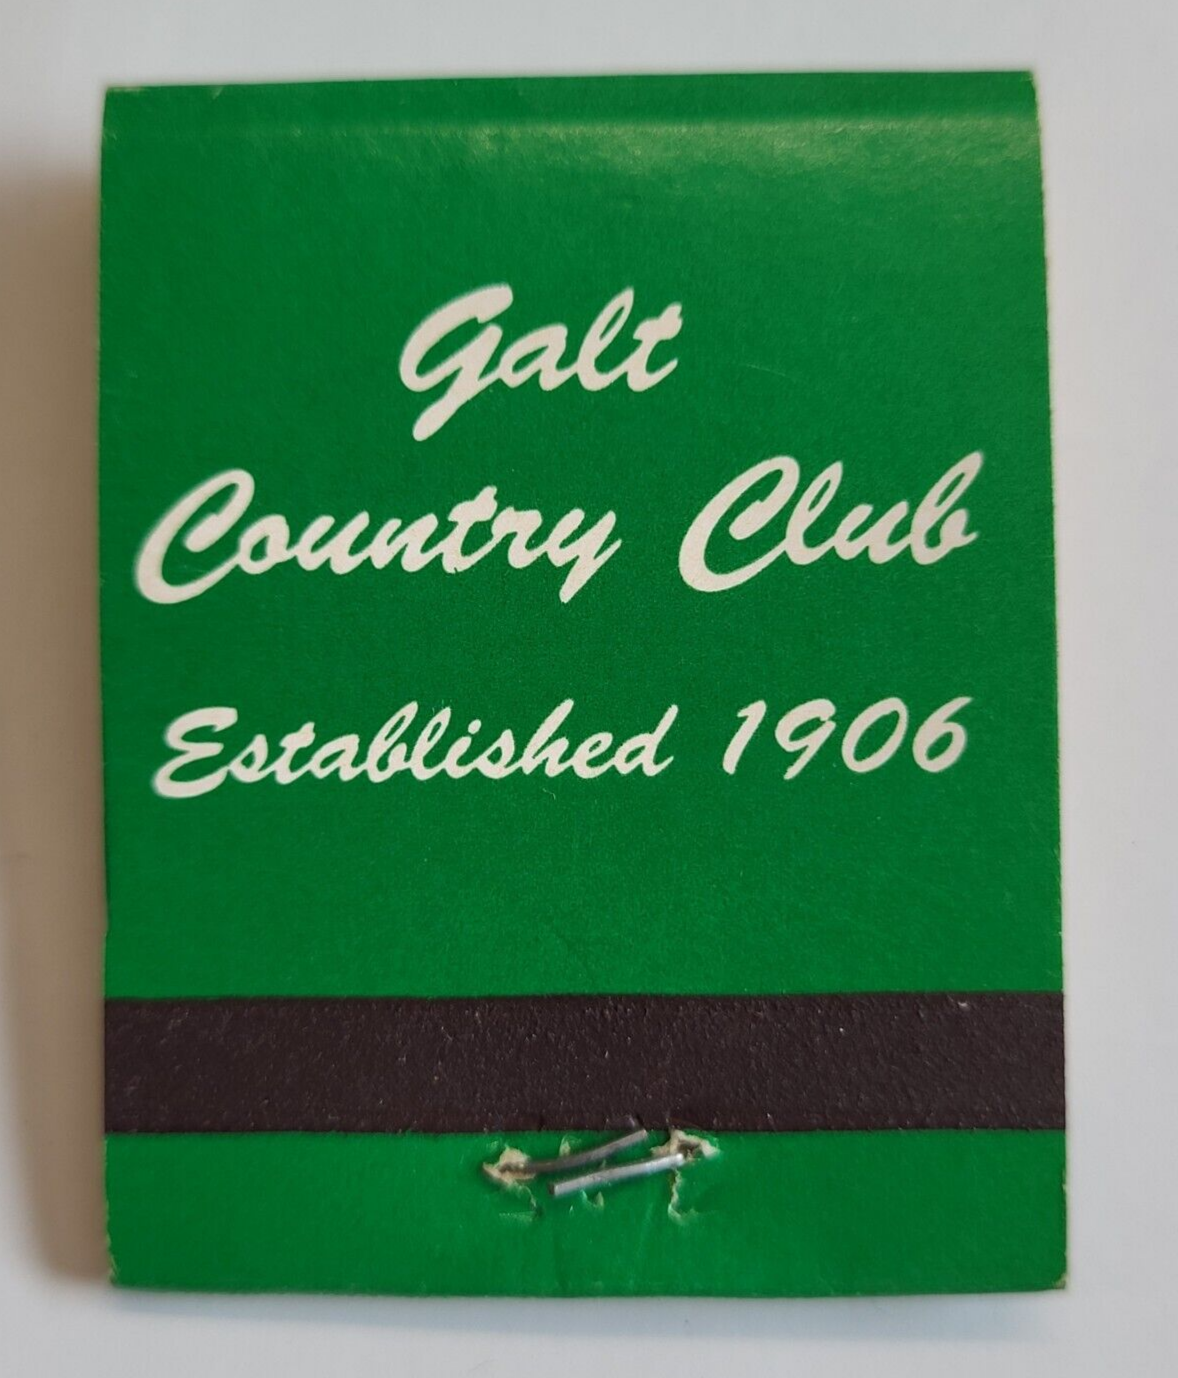 Galt
Country Club
Established 1906